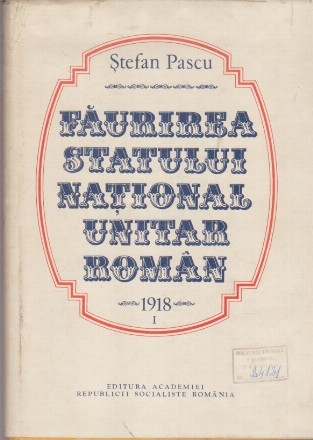 Ștefan Pascu
FĂURIREA
STATULUI
NAȚIONAL
UNITAR
ROMÂN
1918
I
EDITURA ACADEMIEI
REPUBLICII SOCIALISTE ROMÂNIA